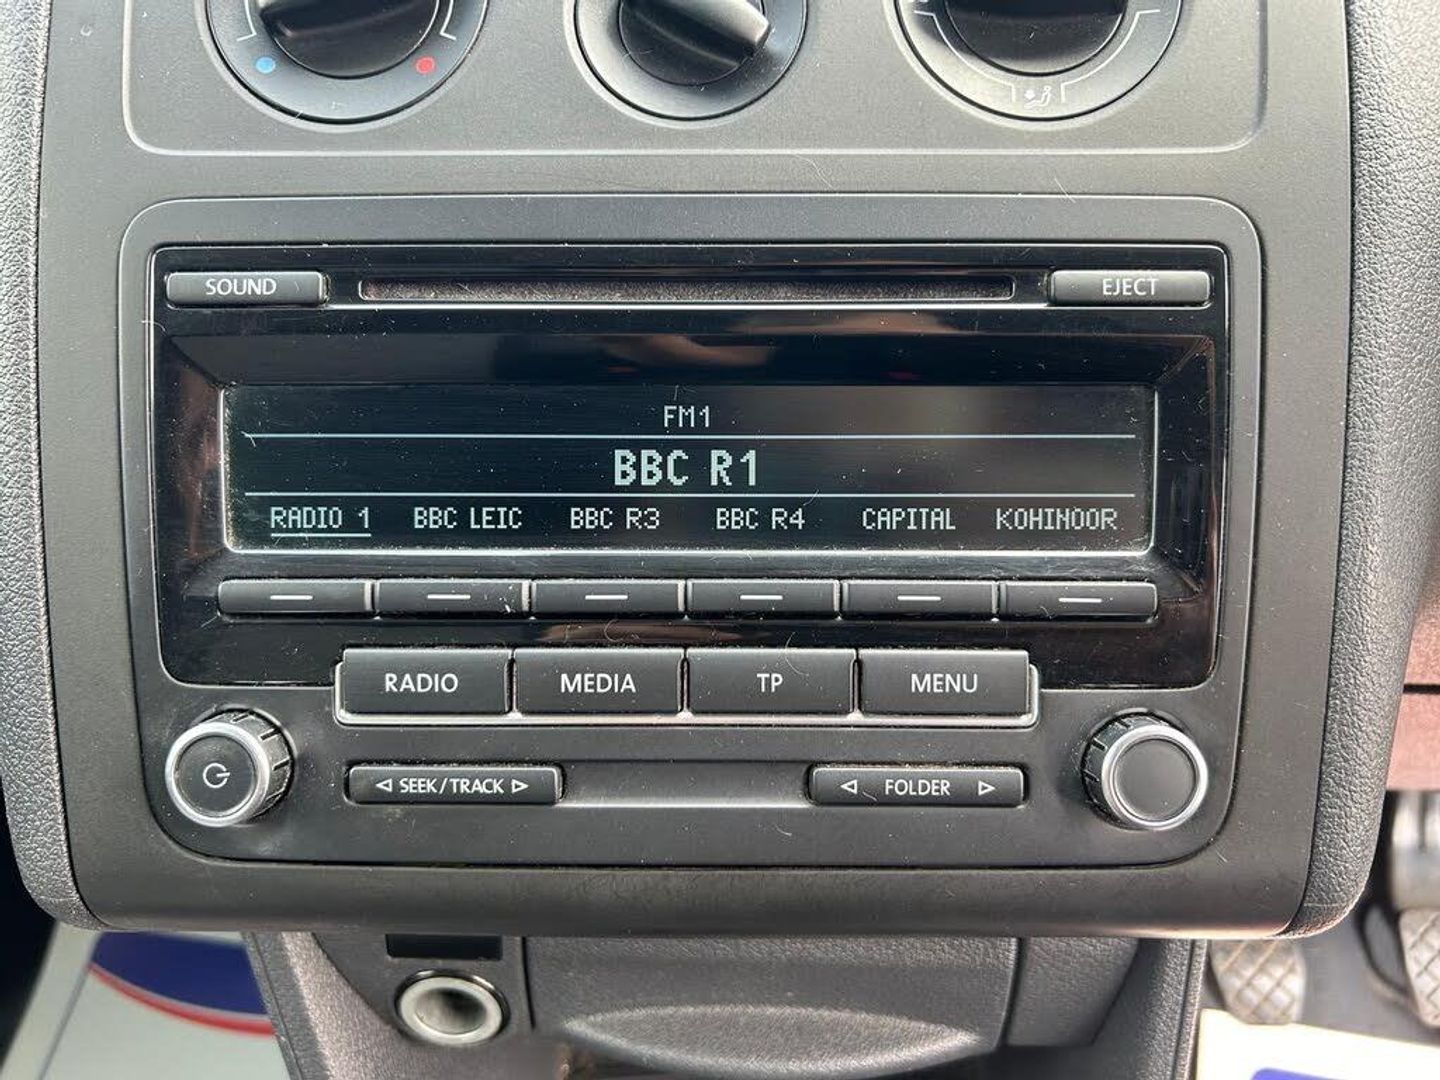 SOUND EJECT
FM1
BBC R1
RADIO 1 BBC LEIC BBC R3 BBC R4 CAPITAL KOHINOOR
RADIO MEDIA TP MENU
SEEK/TRACK FOLDER